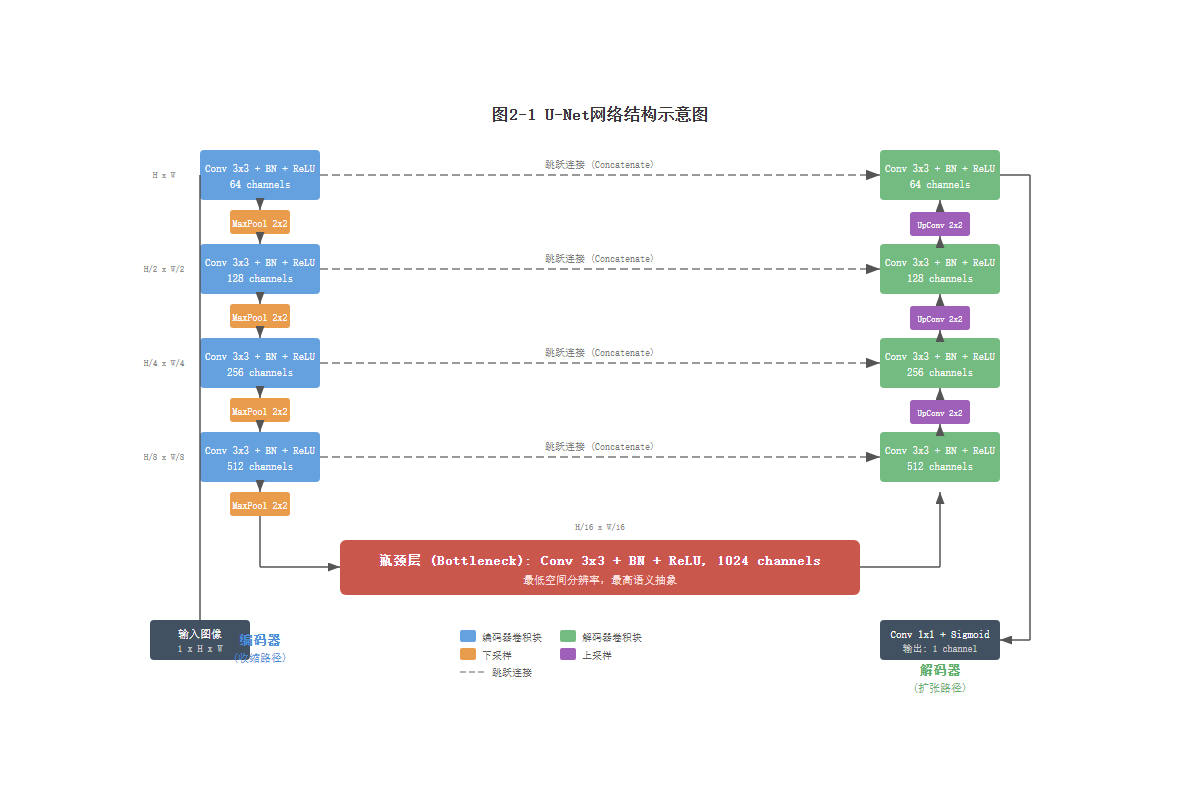 图2-1 U-Net网络结构示意图
H x W
Conv 3x3 + BN + ReLU
64 channels
跳跃连接 (Concatenate)
Conv 3x3 + BN + ReLU
64 channels
MaxPool 2x2
UpConv 2x2
H/2 x W/2
Conv 3x3 + BN + ReLU
128 channels
跳跃连接 (Concatenate)
Conv 3x3 + BN + ReLU
128 channels
MaxPool 2x2
UpConv 2x2
H/4 x W/4
Conv 3x3 + BN + ReLU
256 channels
跳跃连接 (Concatenate)
Conv 3x3 + BN + ReLU
256 channels
MaxPool 2x2
UpConv 2x2
H/8 x W/8
Conv 3x3 + BN + ReLU
512 channels
跳跃连接 (Concatenate)
Conv 3x3 + BN + ReLU
512 channels
MaxPool 2x2
H/16 x W/16
瓶颈层 (Bottleneck): Conv 3x3 + BN + ReLU, 1024 channels
最低空间分辨率, 最高语义抽象
输入图像
1 x H x W
编码器
(收缩路径)
编码器卷积块
解码器卷积块
下采样
上采样
跳跃连接
Conv 1x1 + Sigmoid
输出: 1 channel
解码器
(扩张路径)